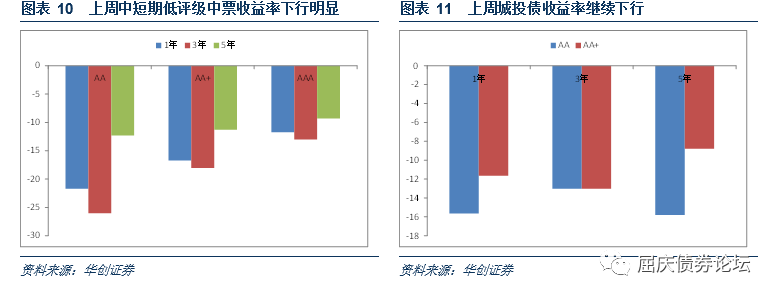 图表 10 上周中短期低评级中票收益率下行明显
1年 3年 5年
0
-5
-10
-15
-20
-25
-30
AA AA+ AAA
资料来源：华创证券
图表 11 上周城投债收益率继续下行
AA AA+
0
-2
-4
-6
-8
-10
-12
-14
-16
-18
1年 3年 5年
资料来源：华创证券
屈庆债券论坛